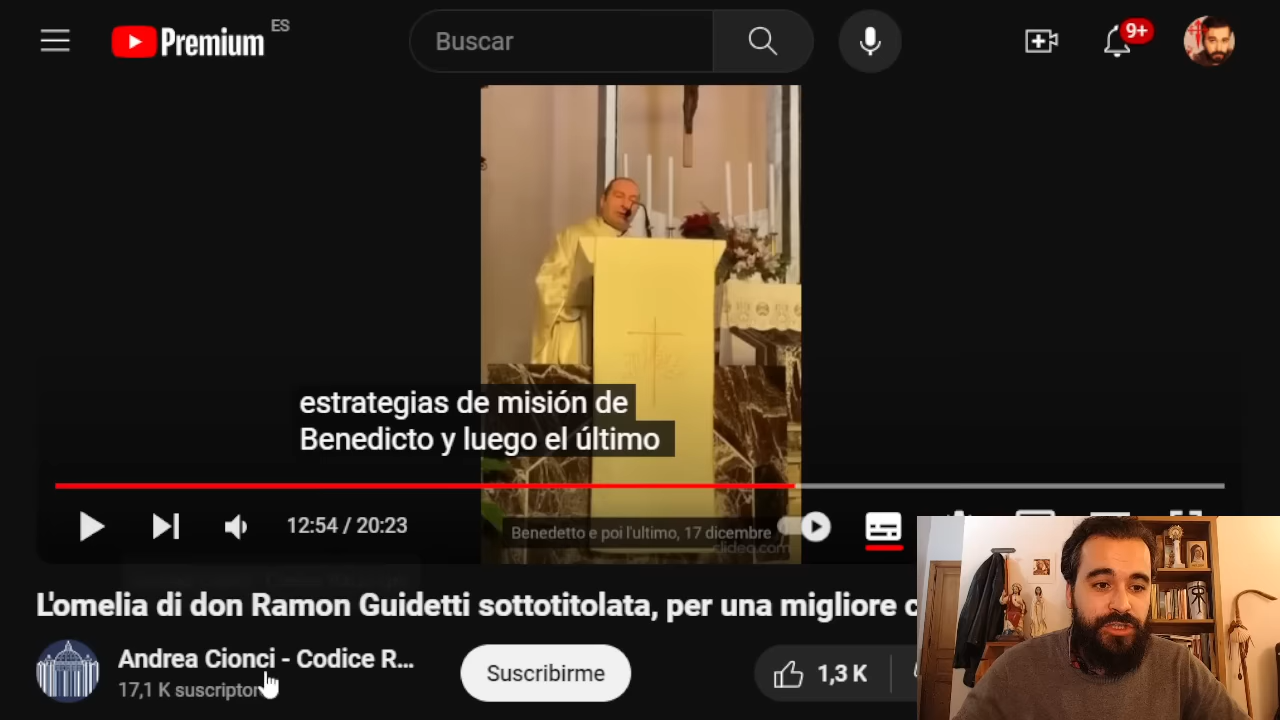 Premium ES
Buscar
9+
estrategias de misión de
Benedicto y luego el último
12:54 / 20:23
Benedetto e poi l'ultimo, 17 dicembre
clideo.com
L'omelia di don Ramon Guidetti sottotitolata, per una migliore c
Andrea Cionci - Codice R...
17,1 K suscriptor
Suscribirme
1,3 K